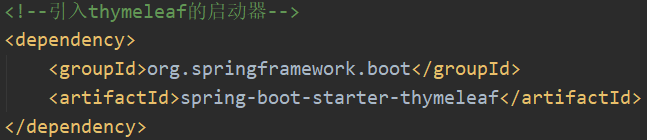 <!--引入thymeleaf的启动器-->
<dependency>
<groupId>org.springframework.boot</groupId>
<artifactId>spring-boot-starter-thymeleaf</artifactId>
</dependency>